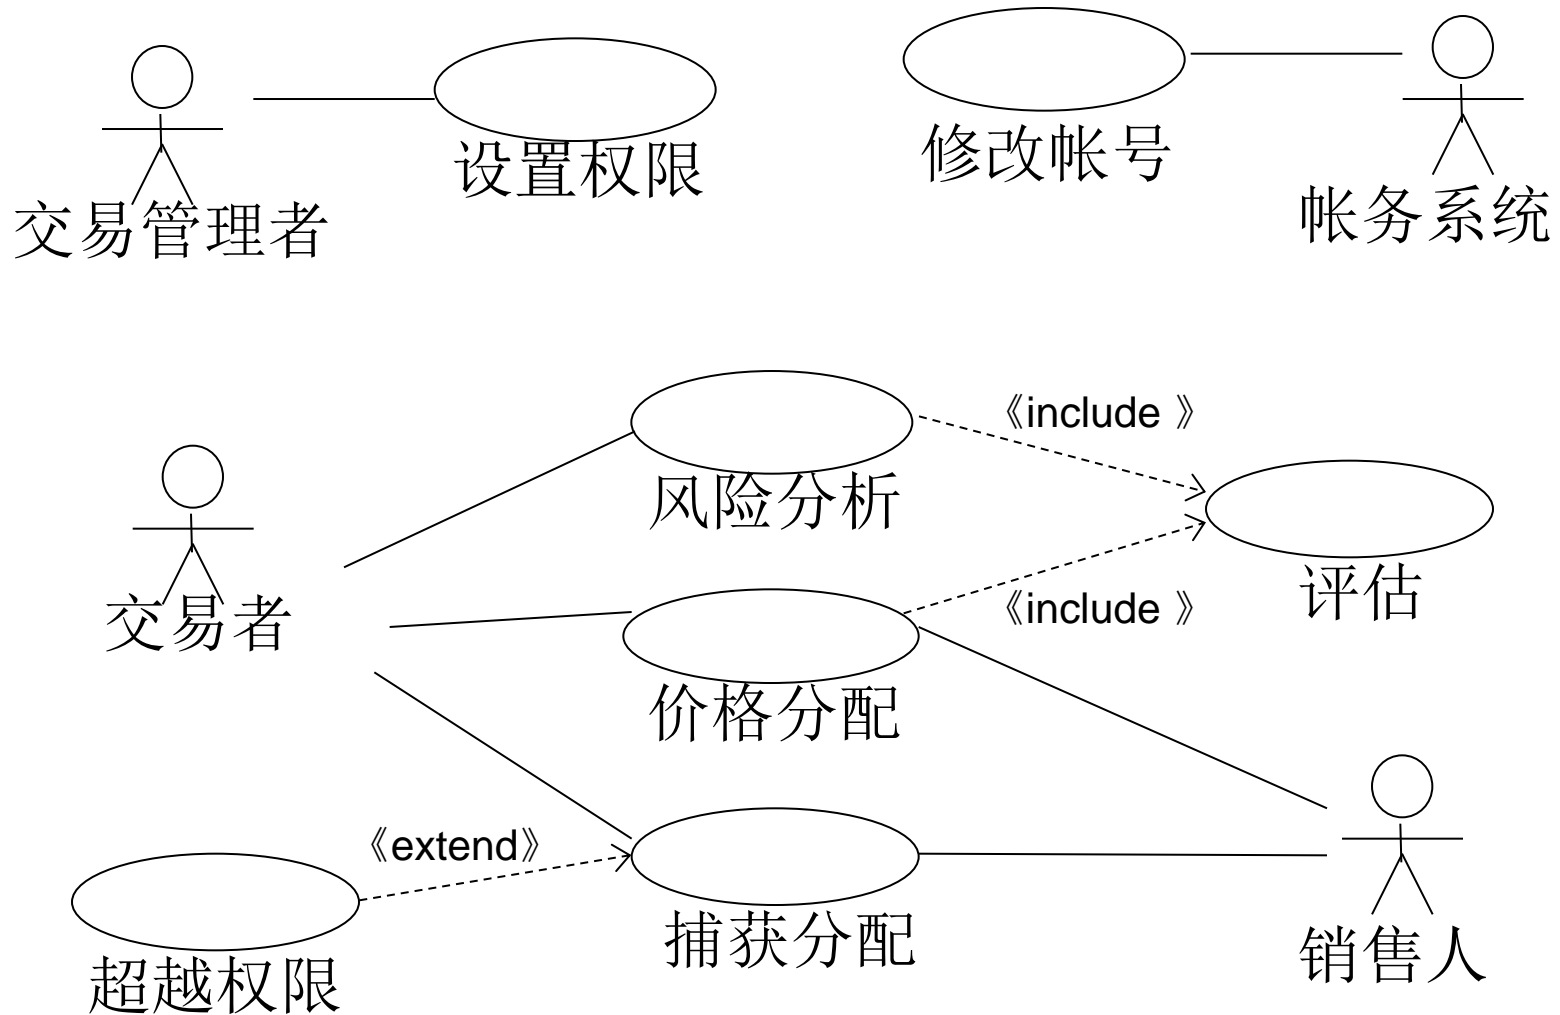 修改帐号
设置权限
交易管理者
帐务系统
《include 》
风险分析
评估
交易者
《include 》
价格分配
《extend》
捕获分配
销售人
超越权限